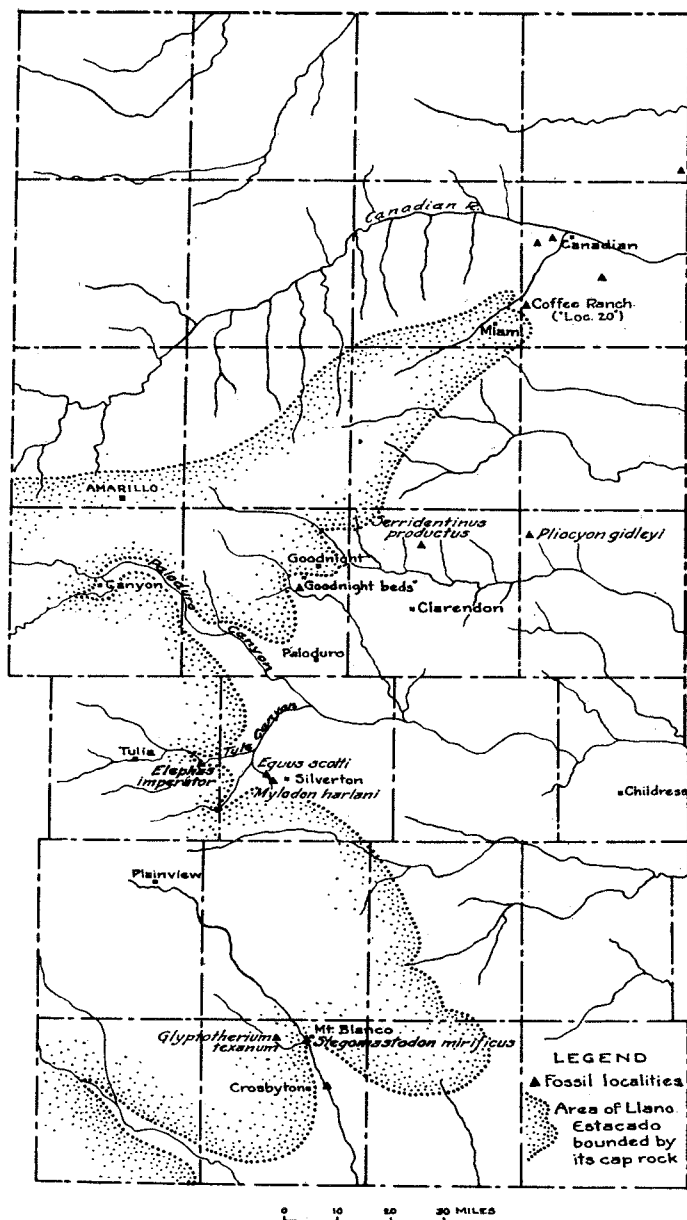 Canadian R.
Canadian
Coffee Ranch
("Loc. 20")
Miami
AMARILLO
Serridentinus
productus
Pliocyon gidleyi
Goodnight
"Goodnight beds"
Canyon
Paloduro
Canyon
Clarendon
Paloduro
Tule Canyon
Tulia
Elephas
imperator
Equus scotti
Silverton
Mylodon harlani
Childress
Plainview
Mt. Blanco
Glyptotherium
texanum
Stegomastodon mirificus
Crosbyton
LEGEND
Fossil localities
Area of Llano
Estacado
bounded by
its cap rock
0 10 20 30 MILES